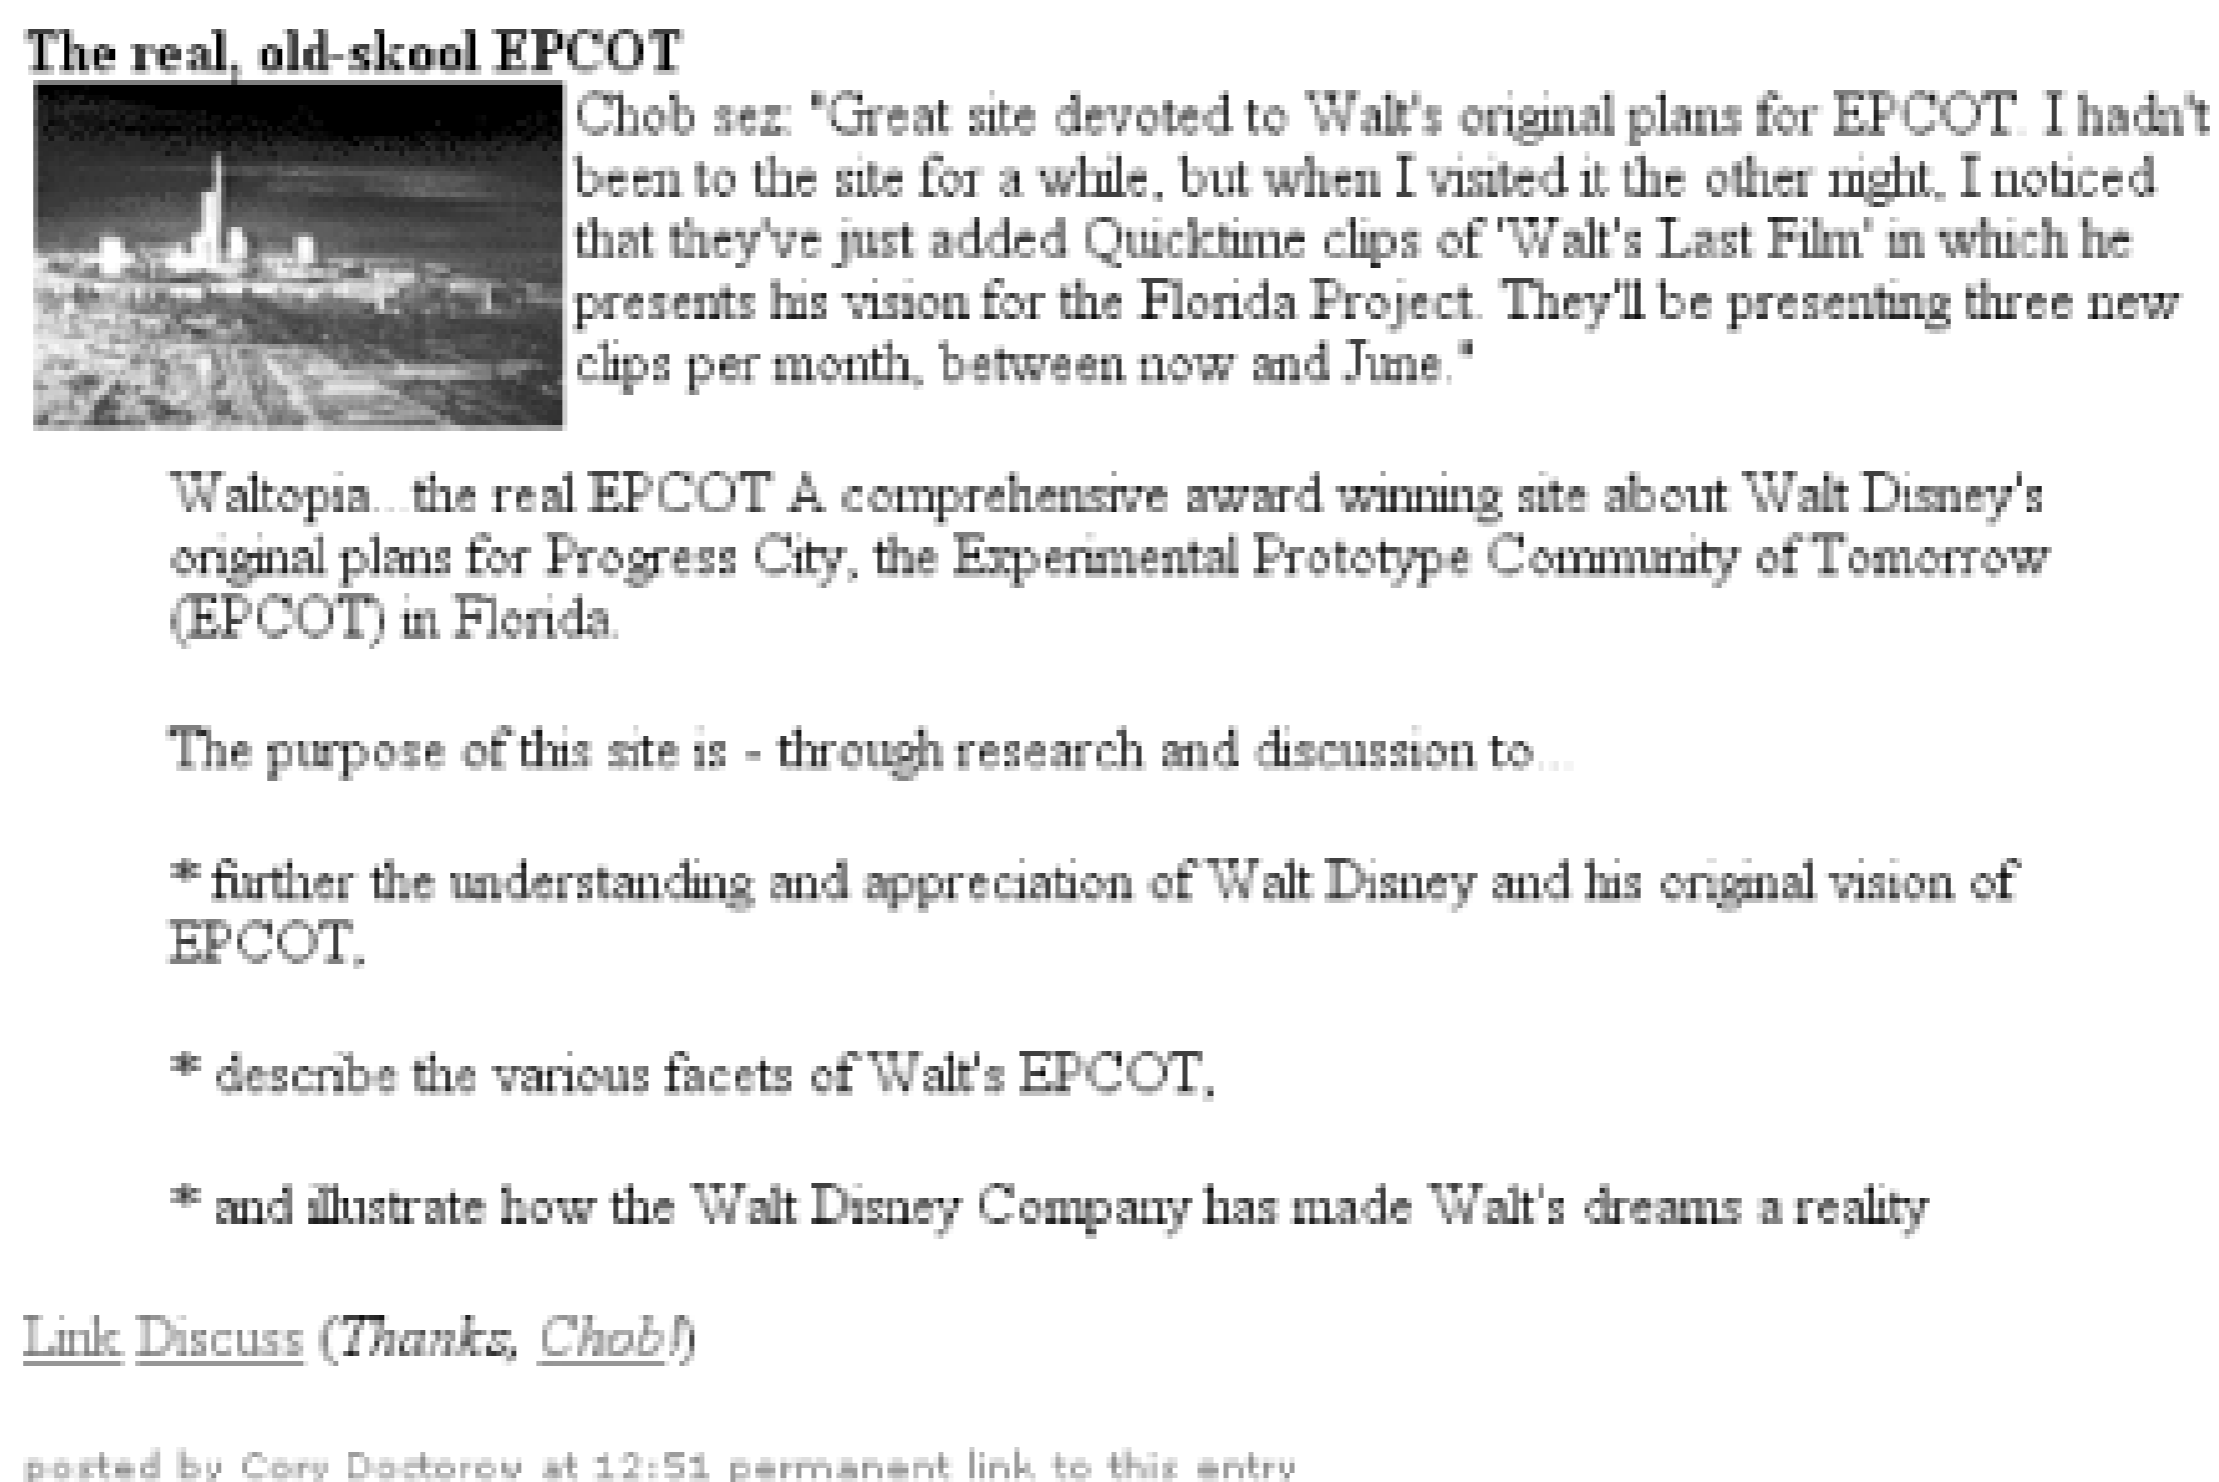 The real, old-skool EPCOT
Chob sez: "Great site devoted to Walt's original plans for EPCOT. I hadn't
been to the site for a while, but when I visited it the other night, I noticed
that they've just added Quicktime clips of 'Walt's Last Film' in which he
presents his vision for the Florida Project. They'll be presenting three new
clips per month, between now and June."
Waltopia...the real EPCOT A comprehensive award winning site about Walt Disney's
original plans for Progress City, the Experimental Prototype Community of Tomorrow
(EPCOT) in Florida.
The purpose of this site is - through research and discussion to...
* further the understanding and appreciation of Walt Disney and his original vision of
EPCOT,
* describe the various facets of Walt's EPCOT,
* and illustrate how the Walt Disney Company has made Walt's dreams a reality
Link Discuss (Thanks, Chob!)
posted by Cory Doctorow at 12:51 permanent link to this entry